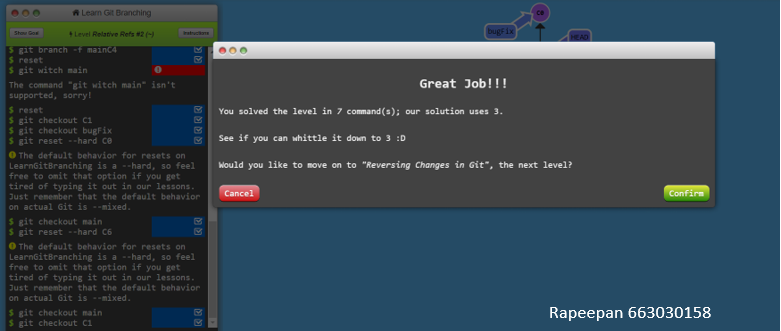 Learn Git Branching
Show Goal
Level Relative Refs #2 (~)
Instructions
$ git branch -f mainC4
$ reset
$ git witch main
The command "git witch main" isn't
supported, sorry!
$ reset
$ git checkout C1
$ git checkout bugFix
$ git reset --hard C0
The default behavior for resets on
LearnGitBranching is a --hard, so feel
free to omit that option if you get
tired of typing it out in our lessons.
Just remember that the default behavior
on actual Git is --mixed.
$ git checkout main
$ git reset --hard C6
The default behavior for resets on
LearnGitBranching is a --hard, so feel
free to omit that option if you get
tired of typing it out in our lessons.
Just remember that the default behavior
on actual Git is --mixed.
$ git checkout main
$ git checkout C1
bugFix
C0
HEAD
Great Job!!!
You solved the level in 7 command(s); our solution uses 3.
See if you can whittle it down to 3 :D
Would you like to move on to "Reversing Changes in Git", the next level?
Cancel
Confirm
Rapeepan 663030158